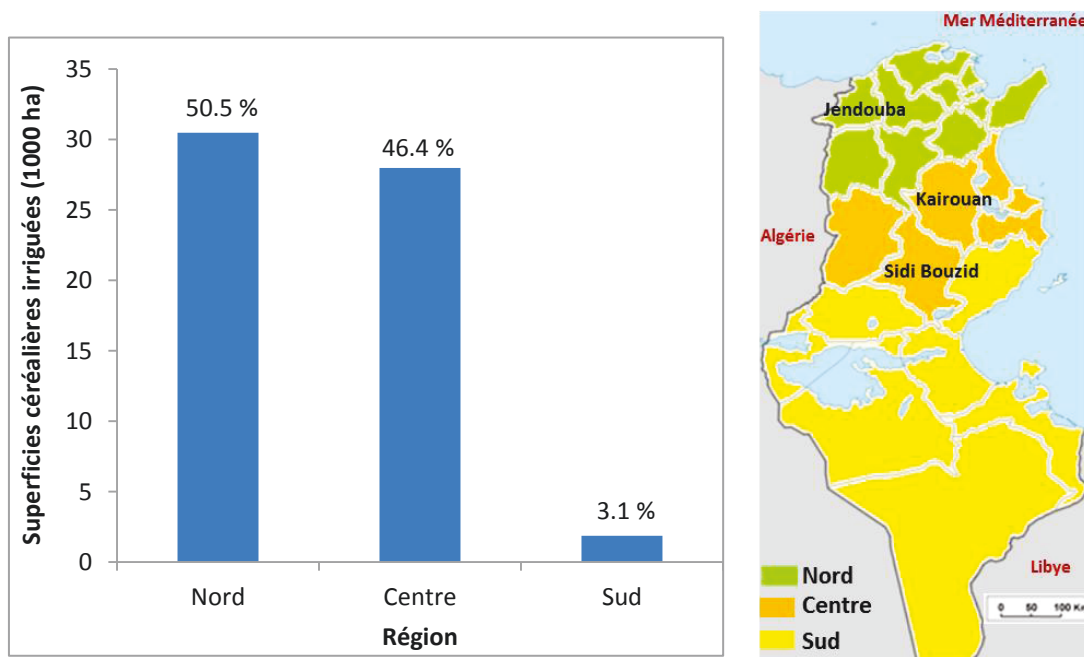 Superficies céréalières irriguées (1000 ha)
35
30
25
20
15
10
5
0
50.5 %
46.4 %
3.1 %
Nord
Centre
Sud
Région
Mer Méditerranée
Jendouba
Kairouan
Algérie
Sidi Bouzid
Libye
Nord
Centre
Sud
0 50 100 K